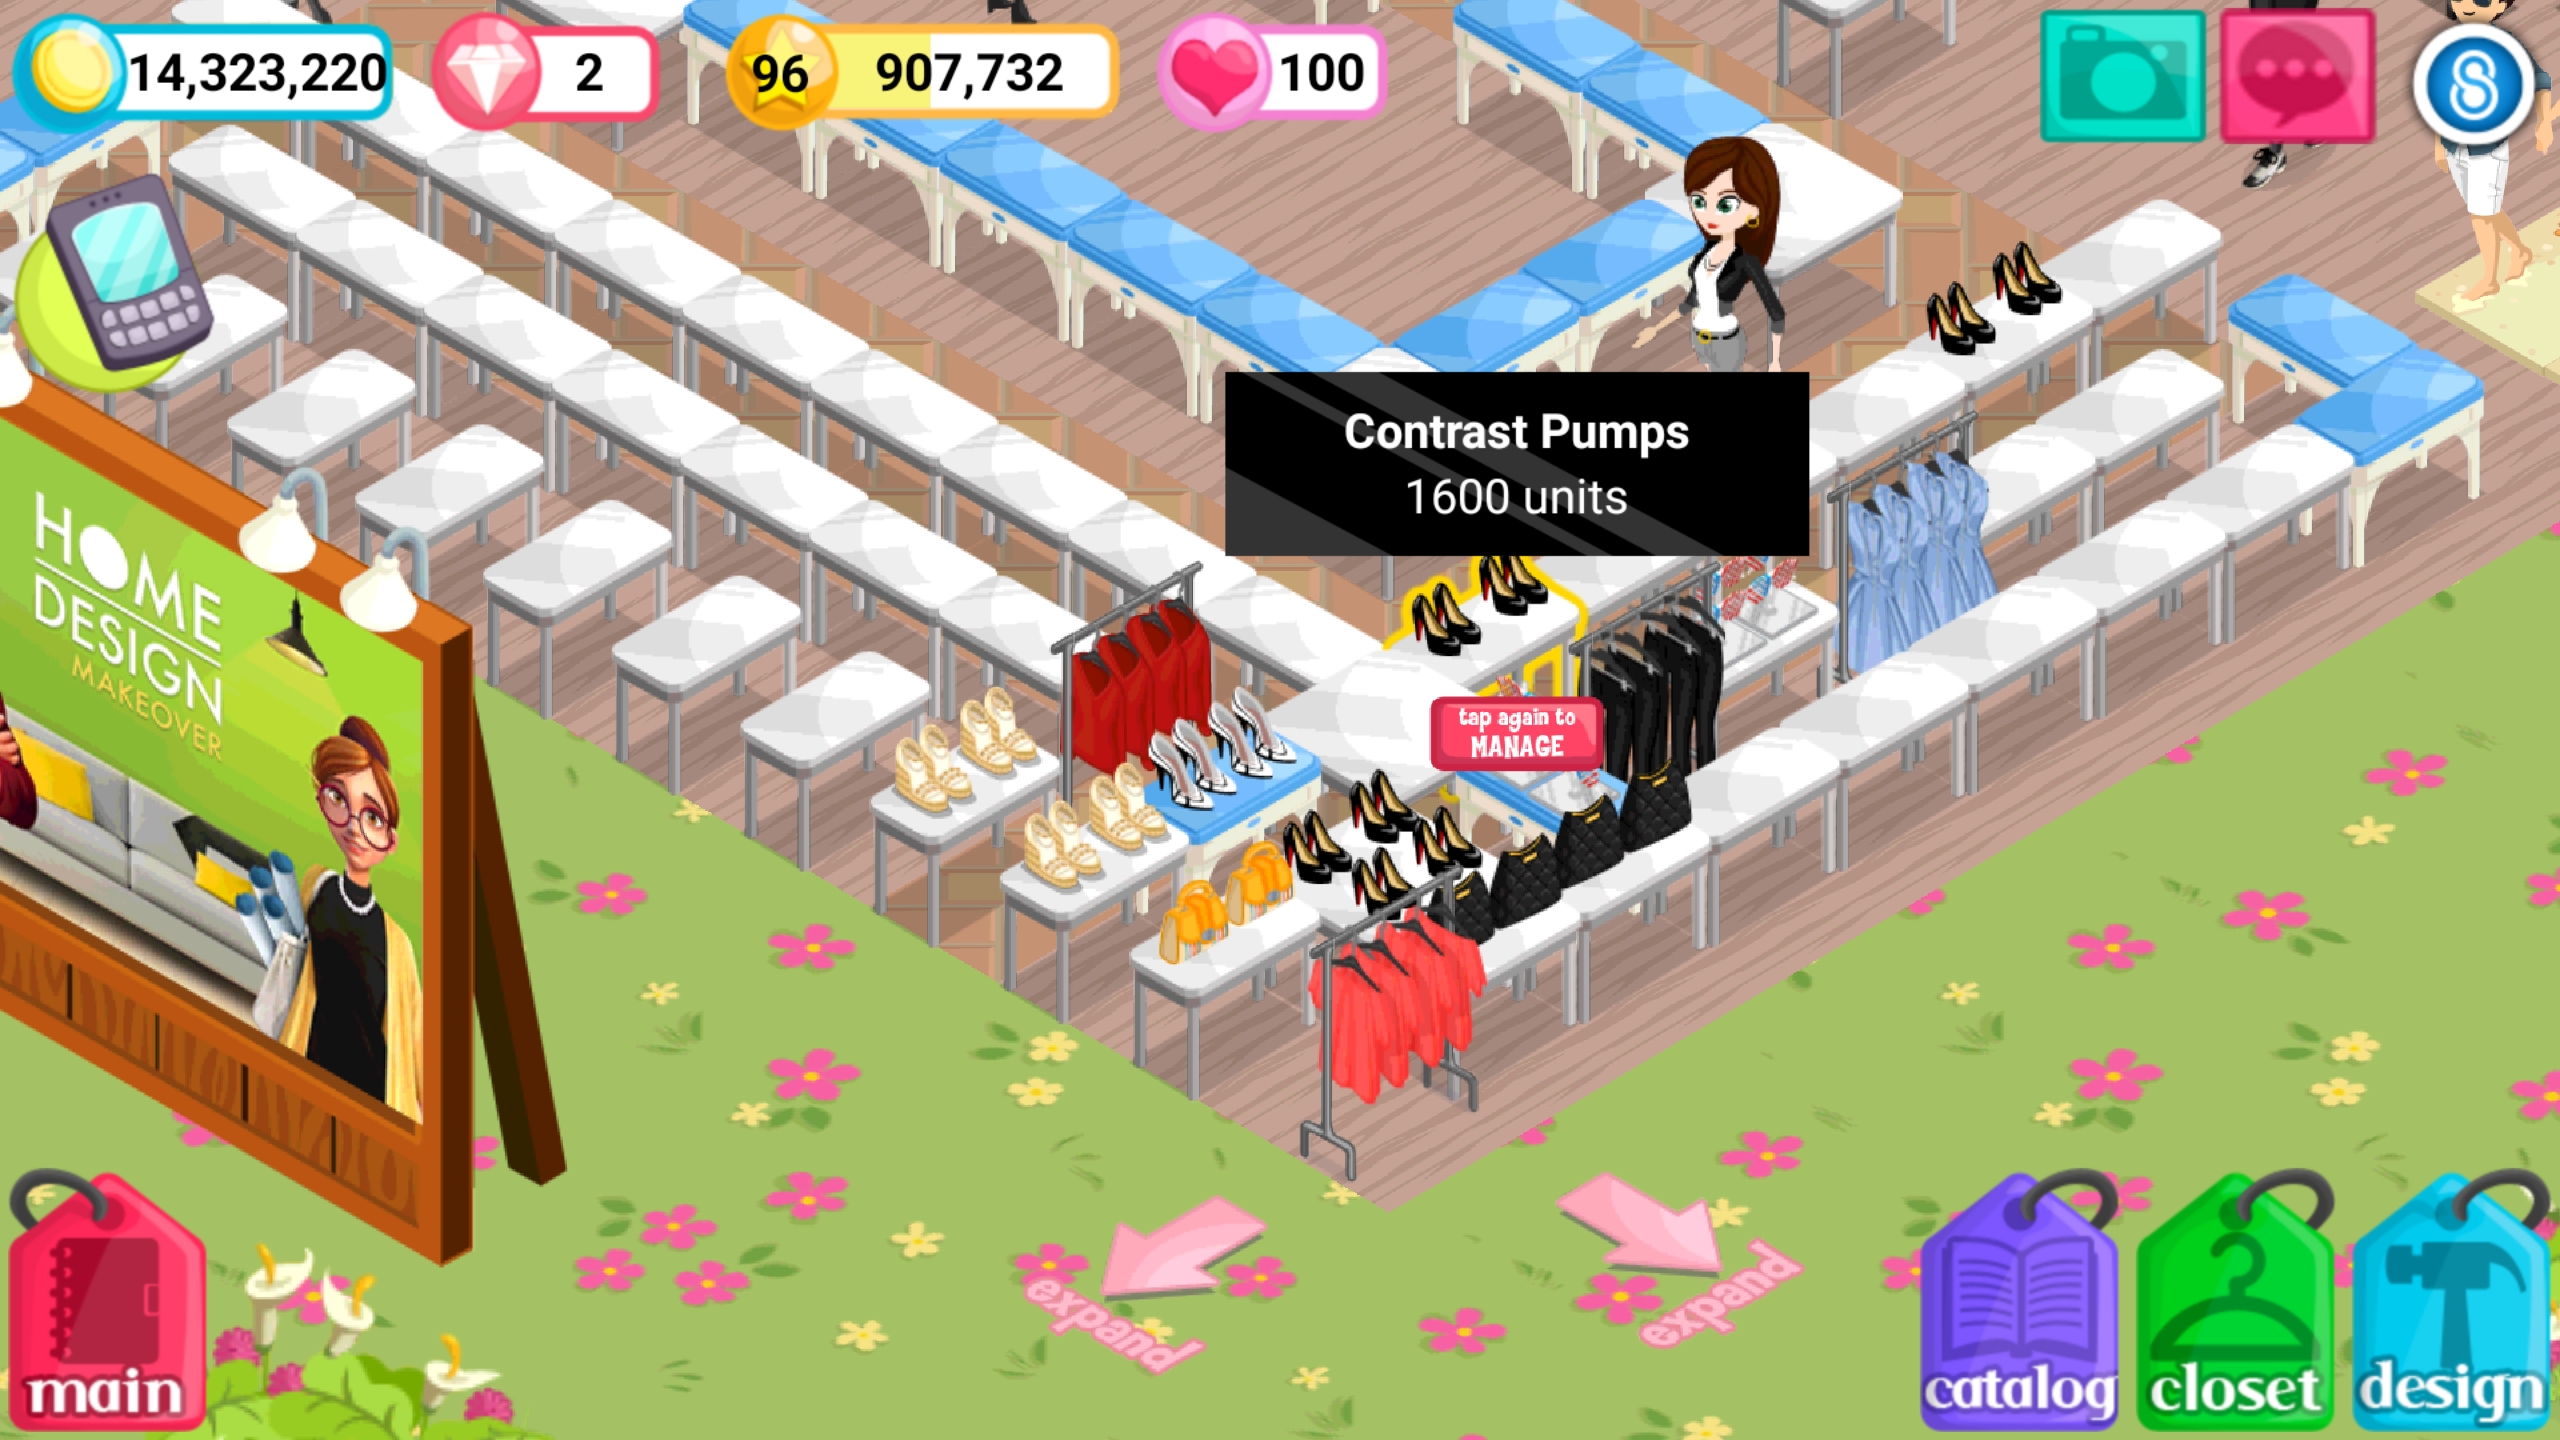 14,323,220
2
96
907,732
100
Contrast Pumps
1600 units
HOME
DESIGN
MAKEOVER
tap again to
MANAGE
expand
expand
main
catalog
closet
design